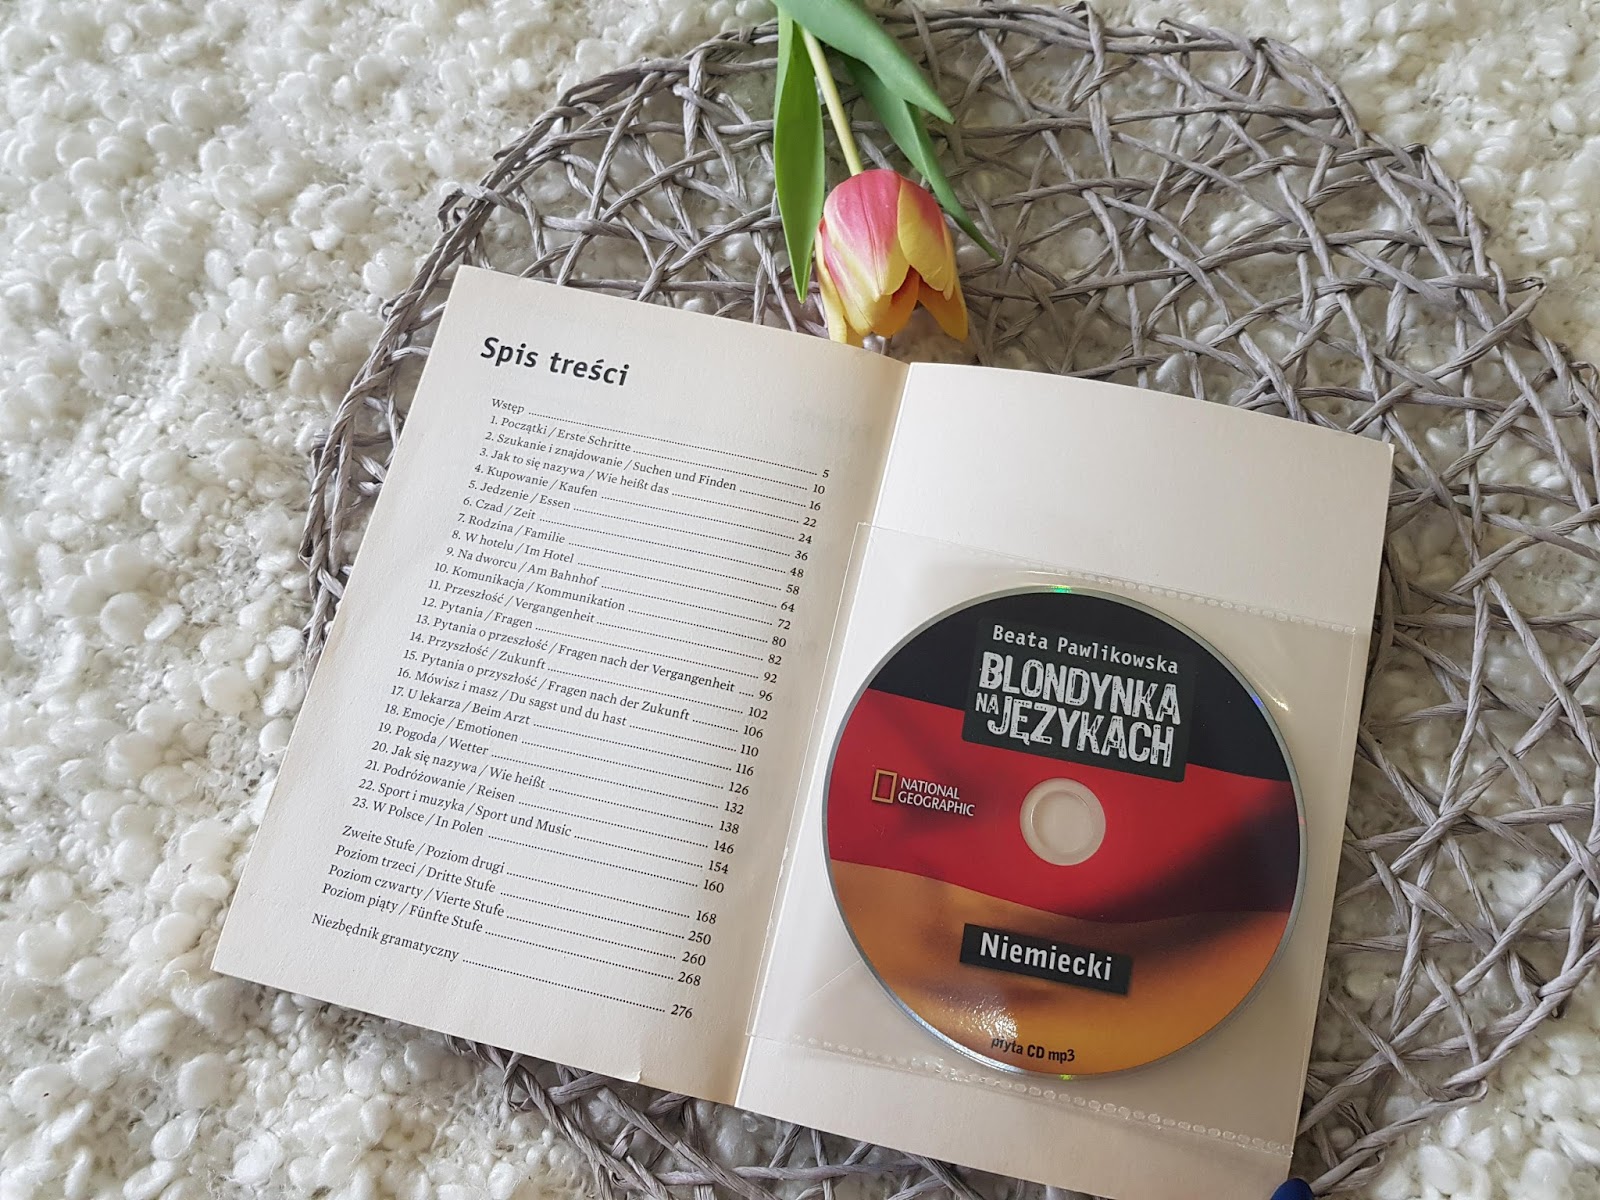 Spis treści
Wstęp ........ 5
1. Początki / Erste Schritte ........ 10
2. Szukanie i znajdowanie / Suchen und Finden ........ 16
3. Jak to się nazywa / Wie heißt das ........ 22
4. Kupowanie / Kaufen ........ 24
5. Jedzenie / Essen ........ 36
6. Czad / Zeit ........ 48
7. Rodzina / Familie ........ 58
8. W hotelu / Im Hotel ........ 64
9. Na dworcu / Am Bahnhof ........ 72
10. Komunikacja / Kommunikation ........ 80
11. Przeszłość / Vergangenheit ........ 82
12. Pytania / Fragen ........ 92
13. Pytania o przeszłość / Fragen nach der Vergangenheit ........ 96
14. Przyszłość / Zukunft ........ 102
15. Pytania o przyszłość / Fragen nach der Zukunft ........ 106
16. Mówisz i masz / Du sagst und du hast ........ 110
17. U lekarza / Beim Arzt ........ 116
18. Emocje / Emotionen ........ 126
19. Pogoda / Wetter ........ 132
20. Jak się nazywa / Wie heißt ........ 138
21. Podróżowanie / Reisen ........ 146
22. Sport i muzyka / Sport und Music ........ 154
23. W Polsce / In Polen ........ 160
Zweite Stufe / Poziom drugi ........ 168
Poziom trzeci / Dritte Stufe ........ 250
Poziom czwarty / Vierte Stufe ........ 260
Poziom piąty / Fünfte Stufe ........ 268
Niezbędnik gramatyczny ........ 276
Beata Pawlikowska
BLONDYNKA
NA JĘZYKACH
NATIONAL
GEOGRAPHIC
Niemiecki
płyta CD mp3